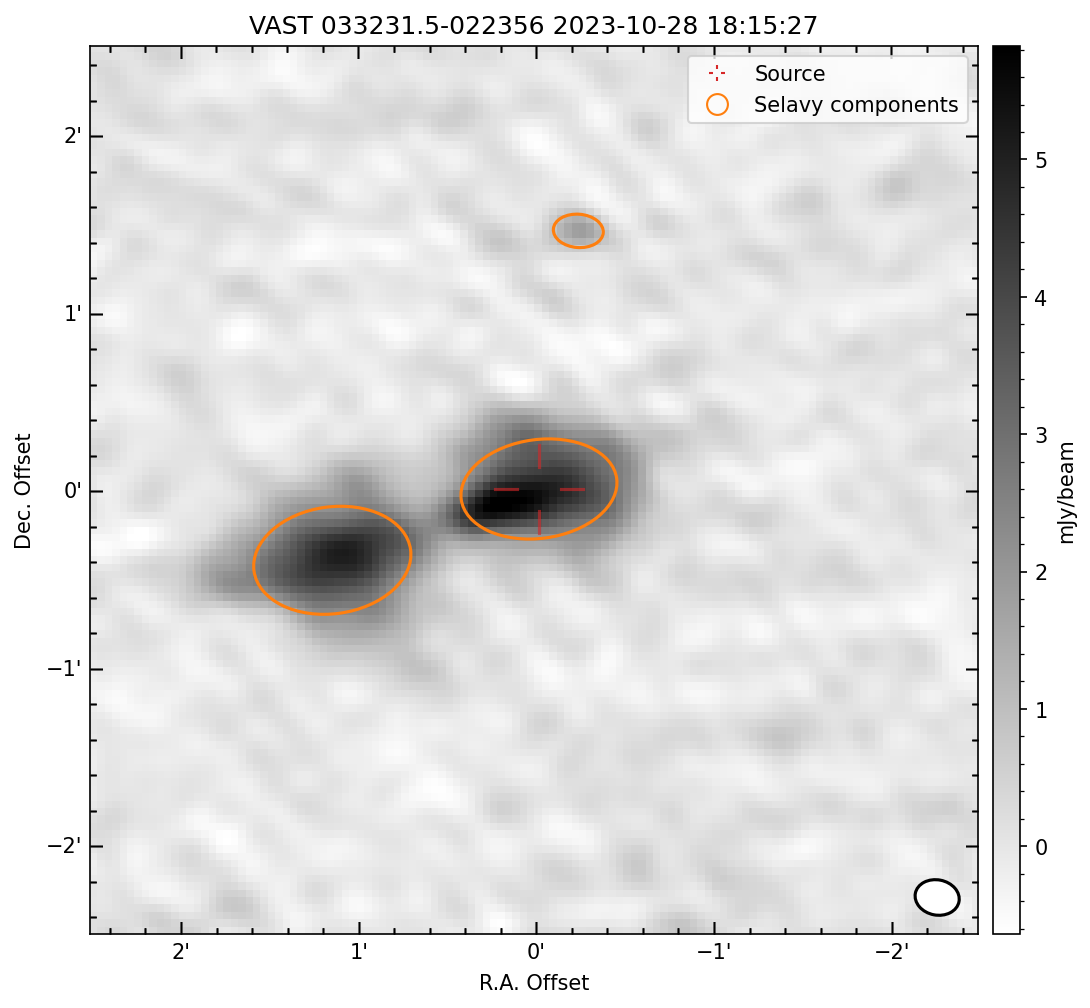 VAST 033231.5-022356 2023-10-28 18:15:27
Source
Selavy components
2'
1'
0'
−1'
−2'
Dec. Offset
2'
1'
0'
−1'
−2'
R.A. Offset
5
4
3
2
1
0
mJy/beam